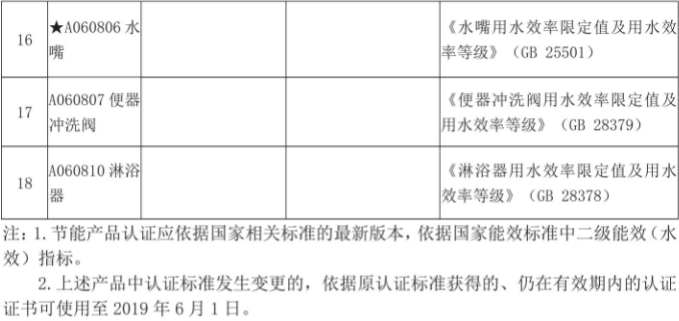 16 ★A060806 水嘴 《水嘴用水效率限定值及用水效率等级》（GB 25501）
17 A060807 便器冲洗阀 《便器冲洗阀用水效率限定值及用水效率等级》（GB 28379）
18 A060810 淋浴器 《淋浴器用水效率限定值及用水效率等级》（GB 28378）
注：1.节能产品认证应依据国家相关标准的最新版本，依据国家能效标准中二级能效（水
效）指标。
2.上述产品中认证标准发生变更的，依据原认证标准获得的、仍在有效期内的认证
证书可使用至 2019 年 6 月 1 日。